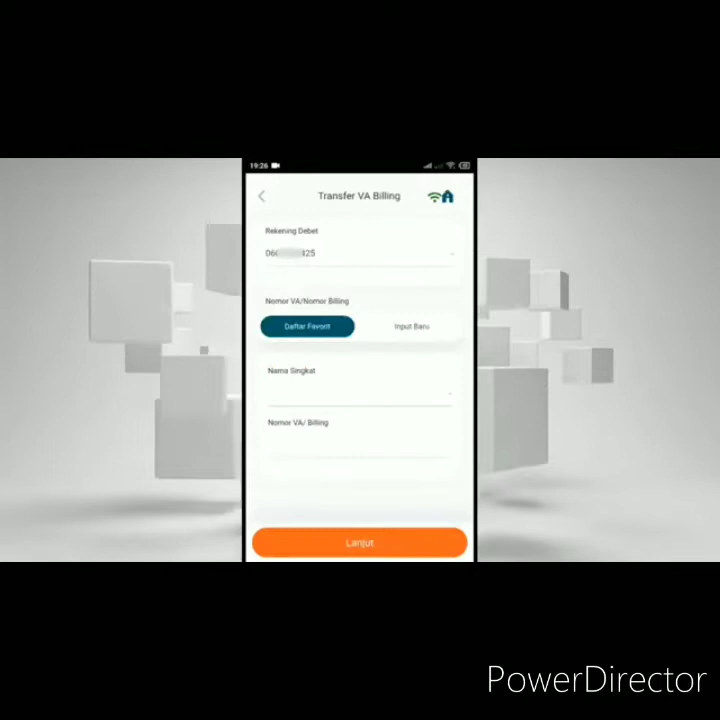 19:26
Transfer VA Billing
Rekening Debet
Nomor VA/Nomor Billing
Daftar Favorit
Input Baru
Nama Singkat
Nomor VA/ Billing
Lanjut
PowerDirector